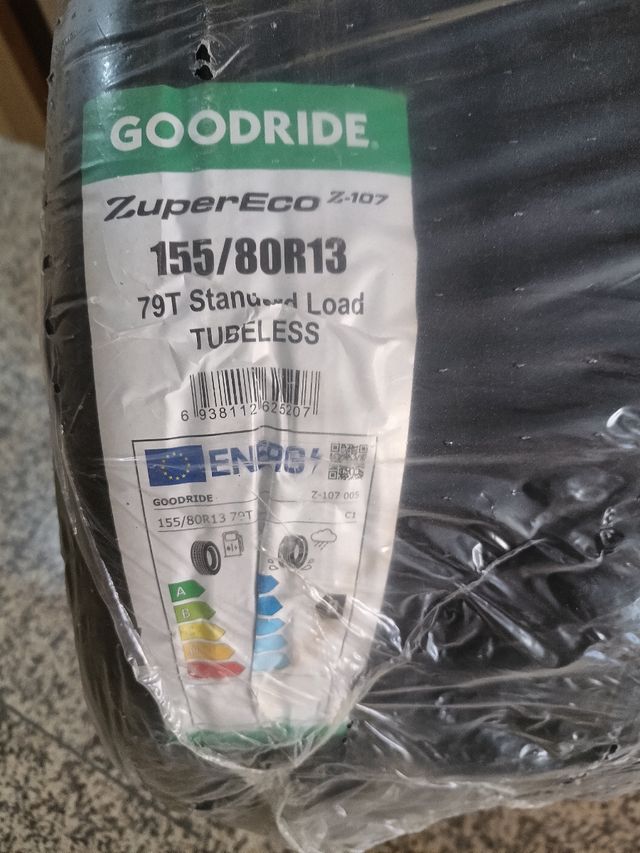 GOODRIDE
ZuperEco Z-107
155/80R13
79T Standard Load
TUBELESS
6 938112 625207
ENERG
GOODRIDE Z-107 005
155/80R13 79T C1
A
B